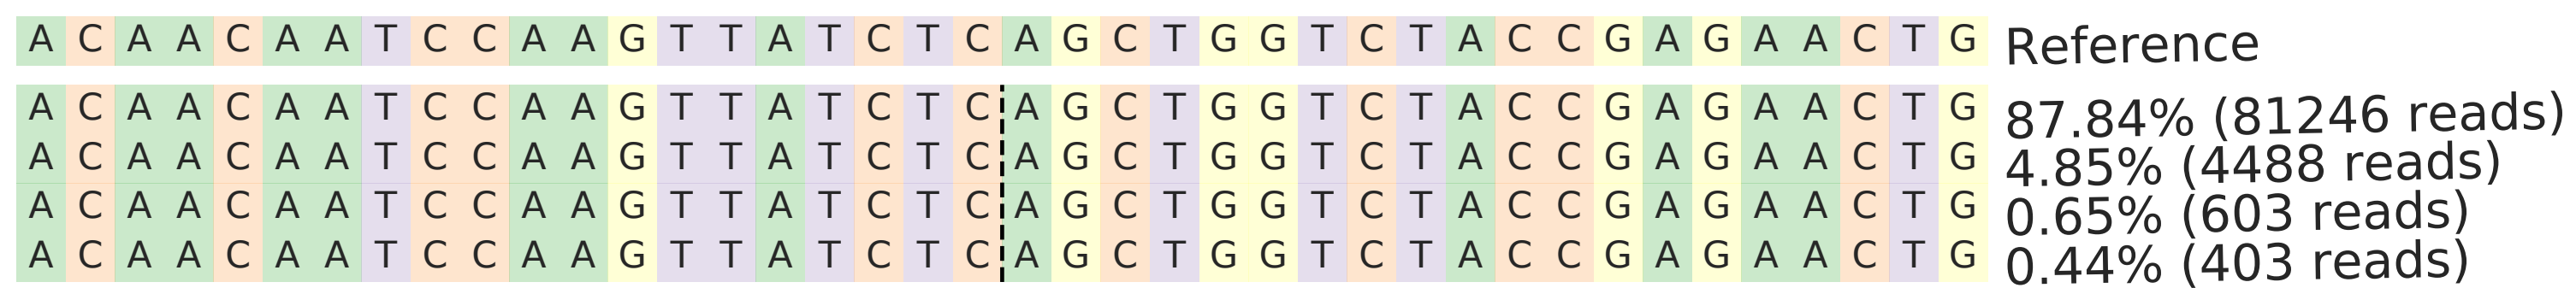 A C A A C A A T C C A A G T T A T C T C A G C T G G T C T A C C G A G A A C T G Reference
A C A A C A A T C C A A G T T A T C T C A G C T G G T C T A C C G A G A A C T G 87.84% (81246 reads)
A C A A C A A T C C A A G T T A T C T C A G C T G G T C T A C C G A G A A C T G 4.85% (4488 reads)
A C A A C A A T C C A A G T T A T C T C A G C T G G T C T A C C G A G A A C T G 0.65% (603 reads)
A C A A C A A T C C A A G T T A T C T C A G C T G G T C T A C C G A G A A C T G 0.44% (403 reads)